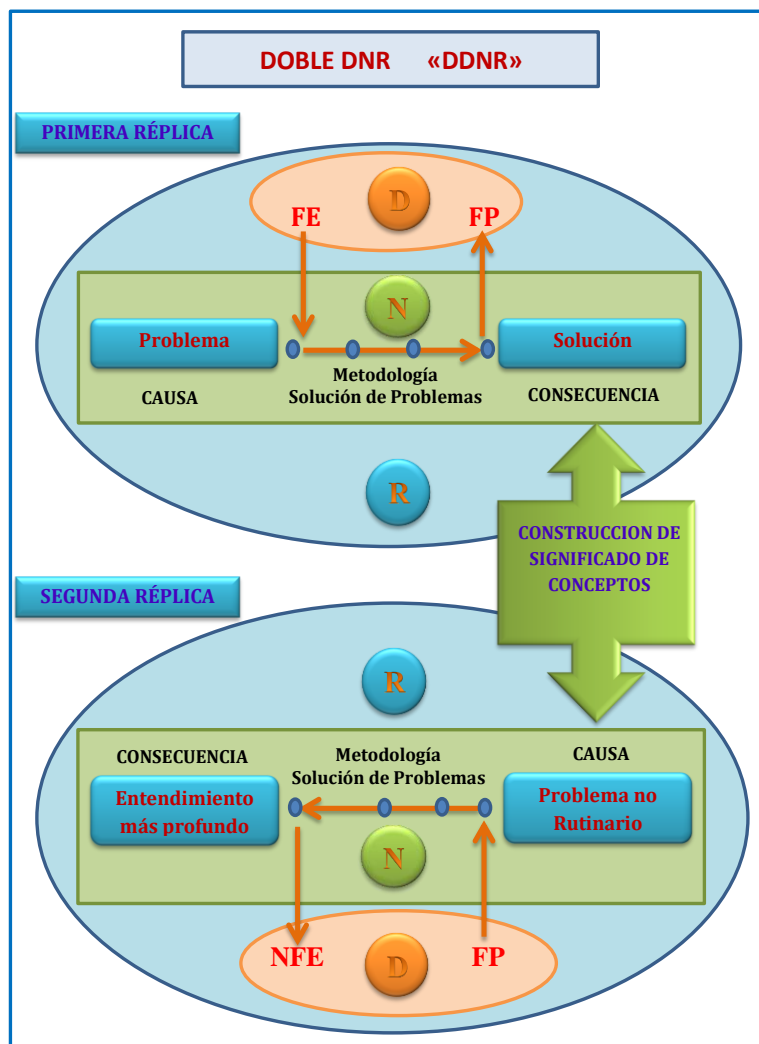 DOBLE DNR «DDNR»
PRIMERA RÉPLICA
D
FE
FP
N
Problema
Solución
Metodología
Solución de Problemas
CAUSA
CONSECUENCIA
R
CONSTRUCCION DE
SIGNIFICADO DE
CONCEPTOS
SEGUNDA RÉPLICA
R
CONSECUENCIA
Metodología
Solución de Problemas
CAUSA
Entendimiento
más profundo
Problema no
Rutinario
N
NFE
D
FP